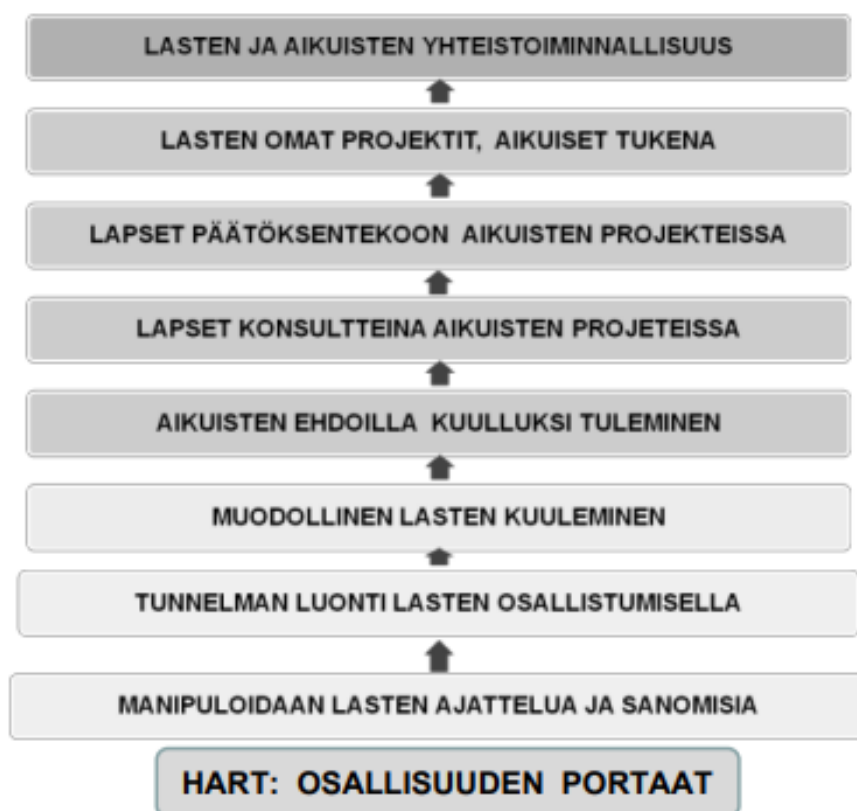 LASTEN JA AIKUISTEN YHTEISTOIMINNALLISUUS
LASTEN OMAT PROJEKTIT, AIKUISET TUKENA
LAPSET PÄÄTÖKSENTEKOON AIKUISTEN PROJEKTEISSA
LAPSET KONSULTTEINA AIKUISTEN PROJETEISSA
AIKUISTEN EHDOILLA KUULLUKSI TULEMINEN
MUODOLLINEN LASTEN KUULEMINEN
TUNNELMAN LUONTI LASTEN OSALLISTUMISELLA
MANIPULOIDAAN LASTEN AJATTELUA JA SANOMISIA
HART: OSALLISUUDEN PORTAAT